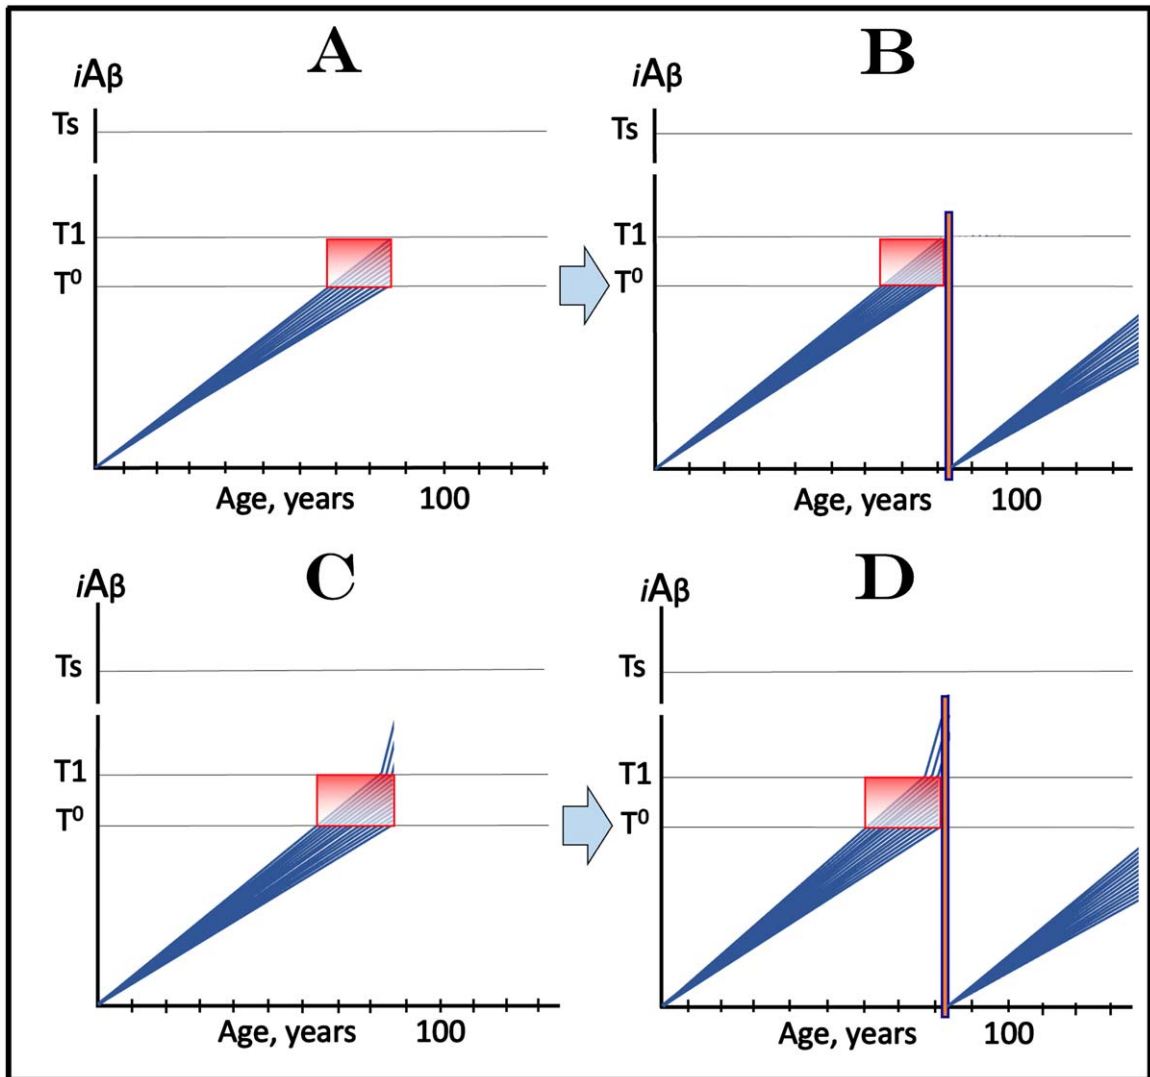 A
iAβ
Ts
T1
T⁰
Age, years 100
B
iAβ
Ts
T1
T⁰
Age, years 100
C
iAβ
Ts
T1
T⁰
Age, years 100
D
iAβ
Ts
T1
T⁰
Age, years 100